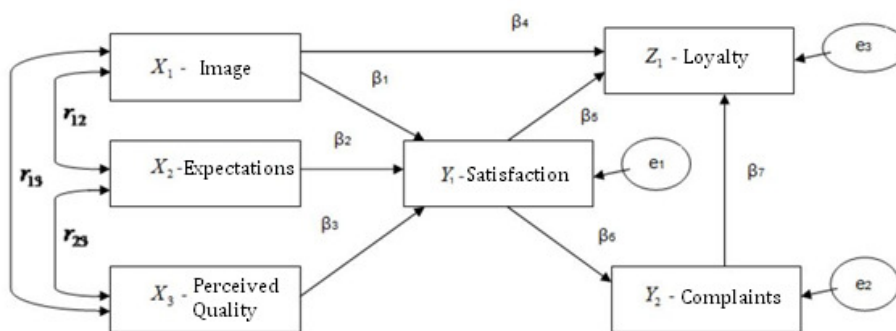 β₄
X₁ - Image
Z₁ - Loyalty
e₃
β₁
r₁₂
β₅
β₂
X₂ -Expectations
Y₁ -Satisfaction
e₁
r₁₃
β₇
r₂₃
β₃
β₆
X₃ - Perceived
Quality
Y₂ - Complaints
e₂